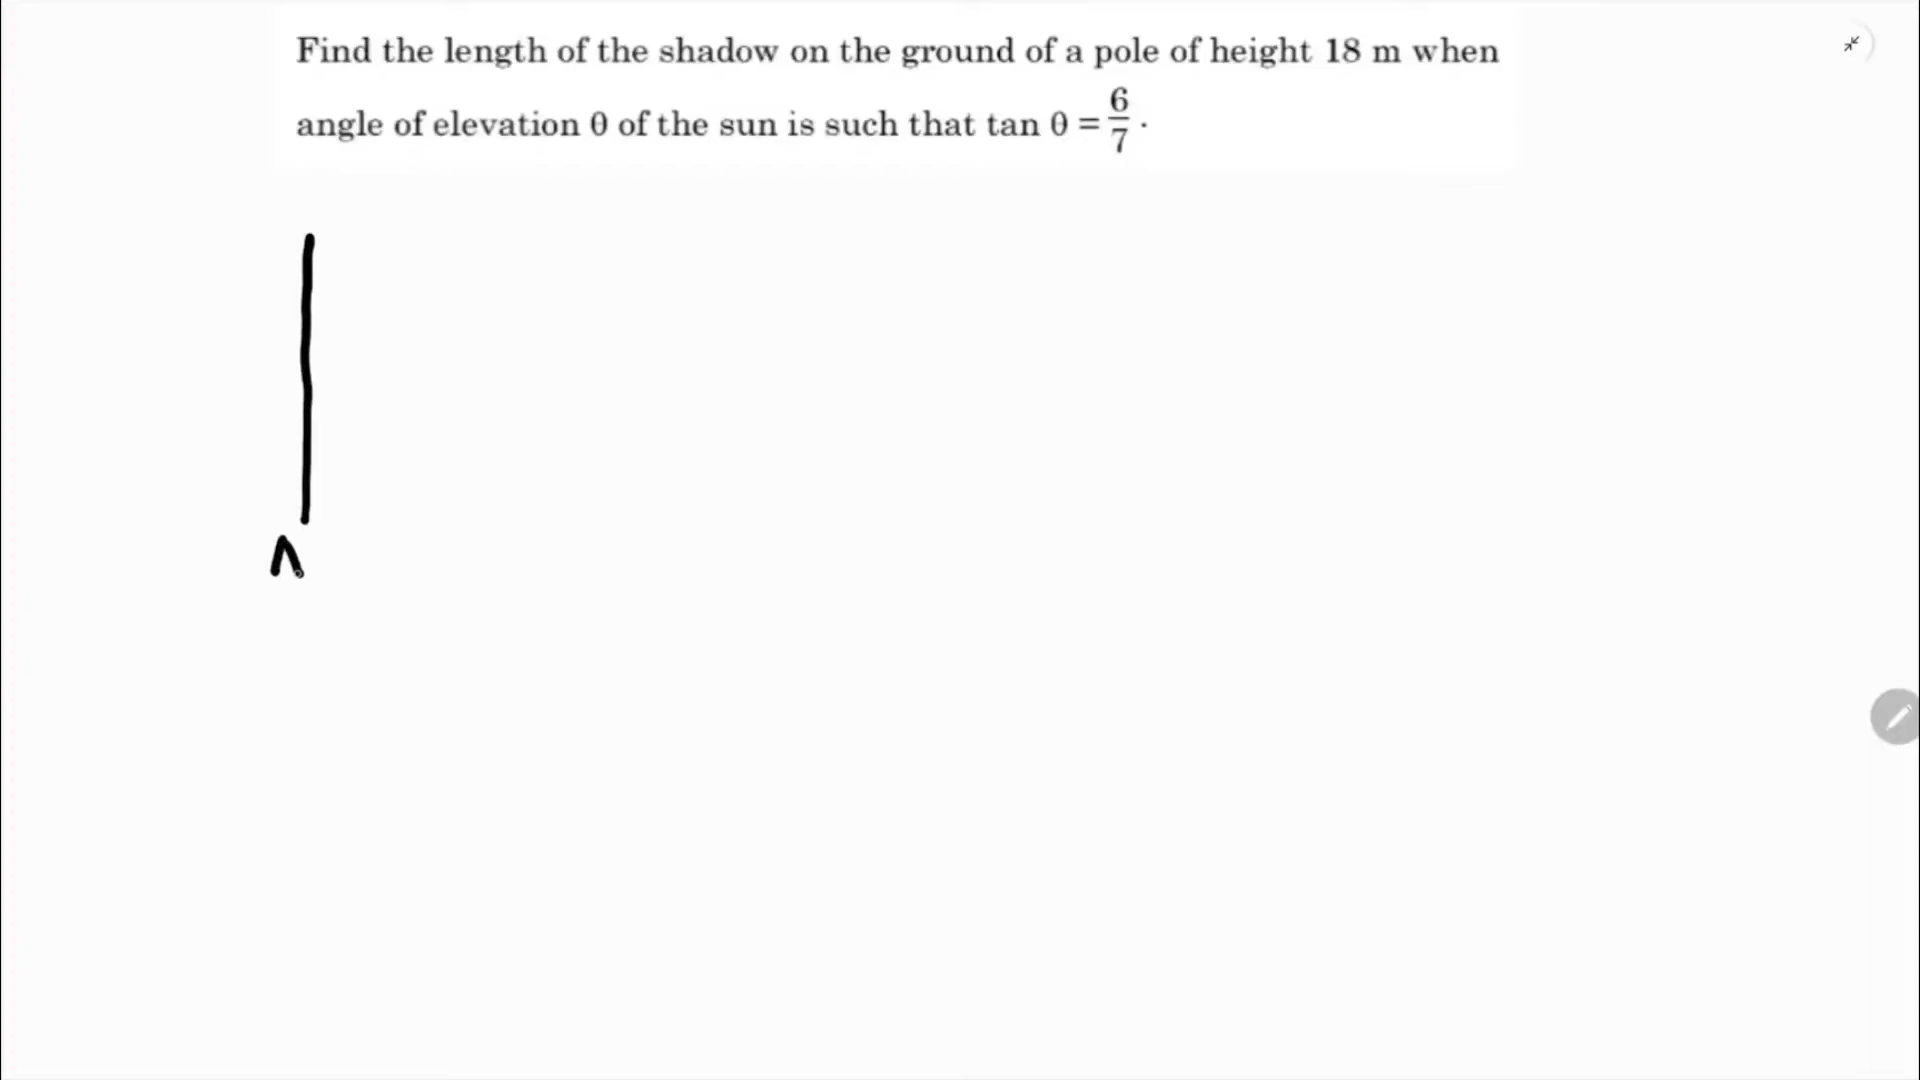 Find the length of the shadow on the ground of a pole of height 18 m when
angle of elevation θ of the sun is such that tan θ = 6/7 .